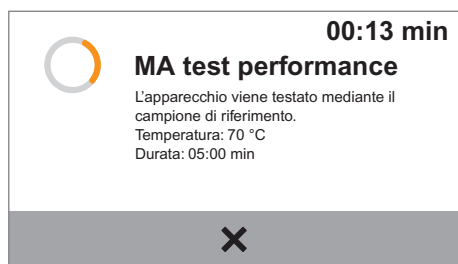 00:13 min
MA test performance
L'apparecchio viene testato mediante il
campione di riferimento.
Temperatura: 70 °C
Durata: 05:00 min